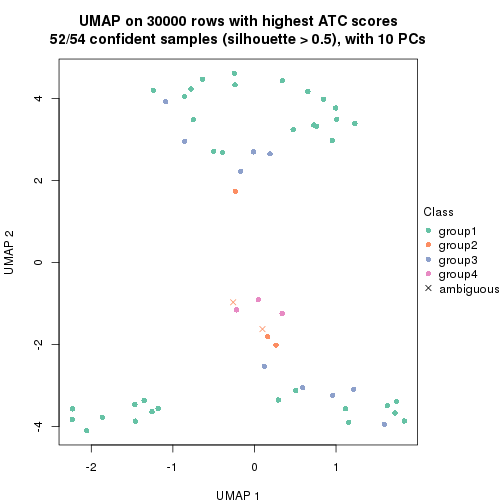 UMAP on 30000 rows with highest ATC scores
52/54 confident samples (silhouette > 0.5), with 10 PCs
4
2
0
-2
-4
UMAP 2
-2
-1
0
1
UMAP 1
Class
group1
group2
group3
group4
ambiguous